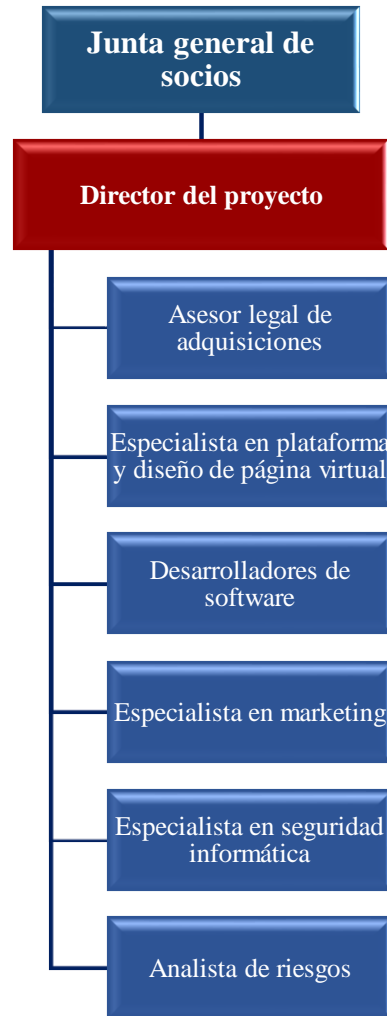 Junta general de
socios
Director del proyecto
Asesor legal de
adquisiciones
Especialista en plataforma
y diseño de página virtual
Desarrolladores de
software
Especialista en marketing
Especialista en seguridad
informática
Analista de riesgos